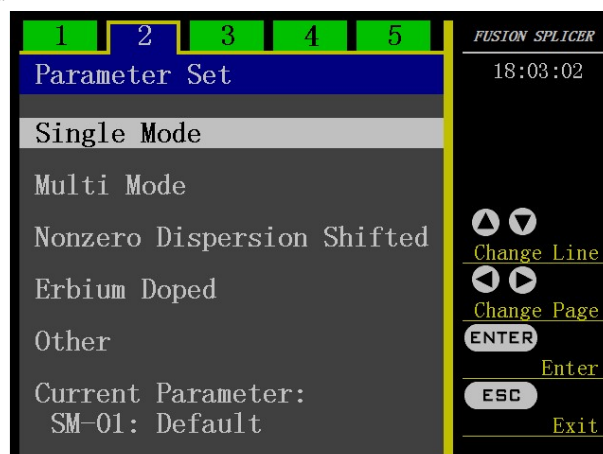 1 2 3 4 5
Parameter Set
Single Mode
Multi Mode
Nonzero Dispersion Shifted
Erbium Doped
Other
Current Parameter:
SM-01: Default
FUSION SPLICER
18:03:02
Change Line
Change Page
ENTER
Enter
ESC
Exit